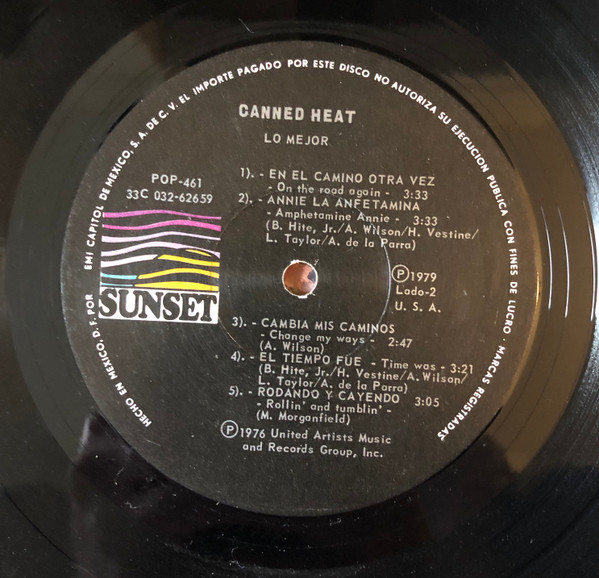 HECHO EN MEXICO, D. F. POR EMI CAPITOL DE MEXICO, S. A. DE C. V. EL IMPORTE PAGADO POR ESTE DISCO NO AUTORIZA SU EJECUCION PUBLICA CON FINES DE LUCRO · MARCAS REGISTRADAS
CANNED HEAT
LO MEJOR
POP-461
33C 032-62659
SUNSET
1). - EN EL CAMINO OTRA VEZ
- On the road again - 3:33
2). - ANNIE LA ANFETAMINA
- Amphetamine Annie - 3:33
(B. Hite, Jr./A. Wilson/H. Vestine/
L. Taylor/A. de la Parra)
Ⓟ1979
Lado-2
U. S. A.
3). - CAMBIA MIS CAMINOS
- Change my ways - 2:47
(A. Wilson)
4). - EL TIEMPO FUE - Time was - 3:21
(B. Hite, Jr./H. Vestine/A. Wilson/
L. Taylor/A. de la Parra)
5). - RODANDO Y CAYENDO 3:05
- Rollin' and tumblin' -
(M. Morganfield)
Ⓟ1976 United Artists Music
and Records Group, Inc.